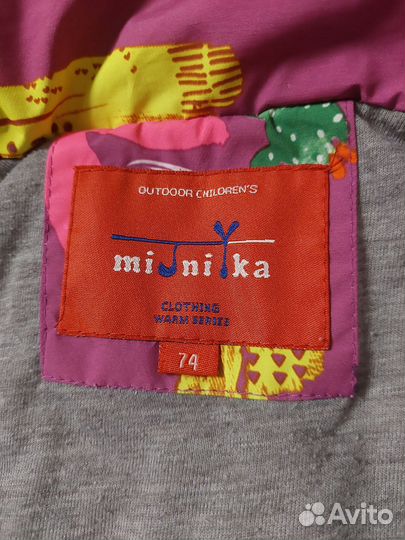 OUTDOOR CHILDREN'S
mijnika
CLOTHING
WARM SERIES
74
Avito